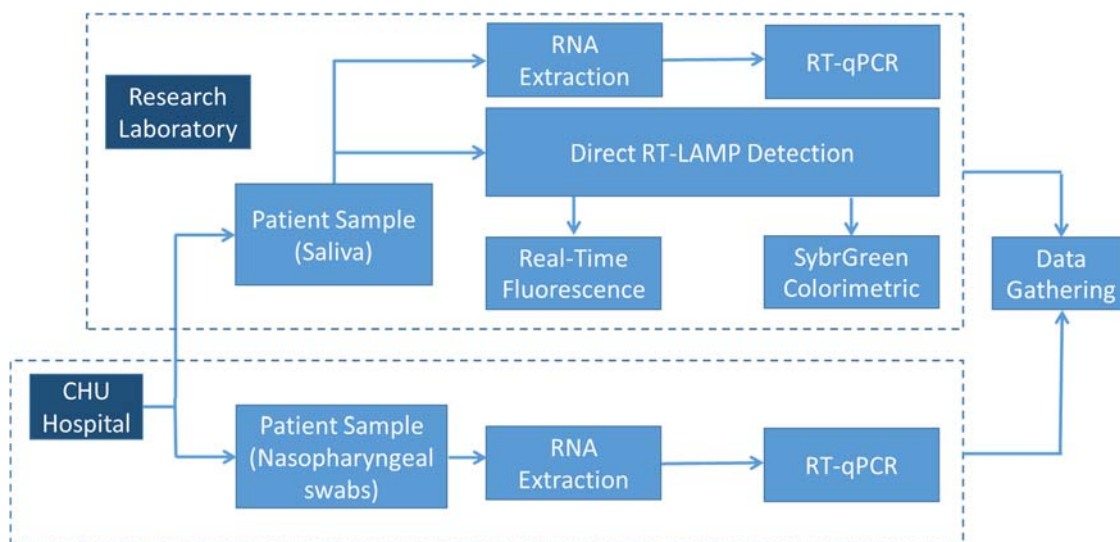 RNA
Extraction
RT-qPCR
Research
Laboratory
Direct RT-LAMP Detection
Patient Sample
(Saliva)
Real-Time
Fluorescence
SybrGreen
Colorimetric
Data
Gathering
CHU
Hospital
Patient Sample
(Nasopharyngeal
swabs)
RNA
Extraction
RT-qPCR